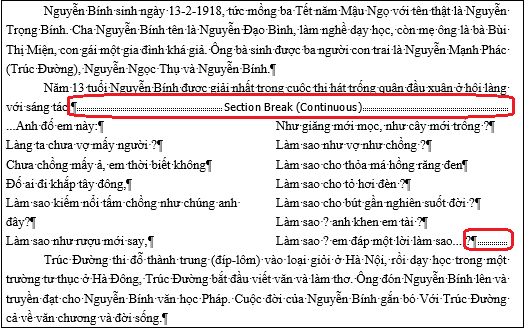 Nguyễn Bính sinh ngày 13-2-1918, tức mồng ba Tết năm Mậu Ngọ với tên thật là Nguyễn
Trọng Bính. Cha Nguyễn Bính tên là Nguyễn Đạo Bình, làm nghề dạy học, còn mẹ ông là bà Bùi
Thị Miện, con gái một gia đình khá giả. Ông bà sinh được ba người con trai là Nguyễn Mạnh Phác
(Trúc Đường), Nguyễn Ngọc Thụ và Nguyễn Bính.¶
Năm 13 tuổi Nguyễn Bính được giải nhất trong cuộc thi hát trống quân đầu xuân ở hội làng
với sáng tác ¶ Section Break (Continuous)
...Anh đố em này:¶
Làng ta chưa vợ mấy người ?¶
Chưa chồng mấy ả, em thời biết không¶
Đố ai đi khắp tây đông,¶
Làm sao kiếm nổi tấm chồng như chúng anh
đây?¶
Làm sao như rượu mới say,¶
Như giăng mới mọc, như cây mới trồng ?¶
Làm sao như vợ như chồng ?¶
Làm sao cho thỏa má hồng răng đen¶
Làm sao cho tỏ hơi đèn ?¶
Làm sao cho bút gần nghiên suốt đời ?¶
Làm sao ? anh khen em tài ?¶
Làm sao ? em đáp một lời làm sao... ?¶
Trúc Đường thi đỗ thành trung (díp-lôm) vào loại giỏi ở Hà Nội, rồi dạy học trong một
trường tư thục ở Hà Đông, Trúc Đường bắt đầu viết văn và làm thơ. Ông đón Nguyễn Bính lên và
truyền đạt cho Nguyễn Bính văn học Pháp. Cuộc đời của Nguyễn Bính gắn bó Với Trúc Đường
cả về văn chương và đời sống.¶